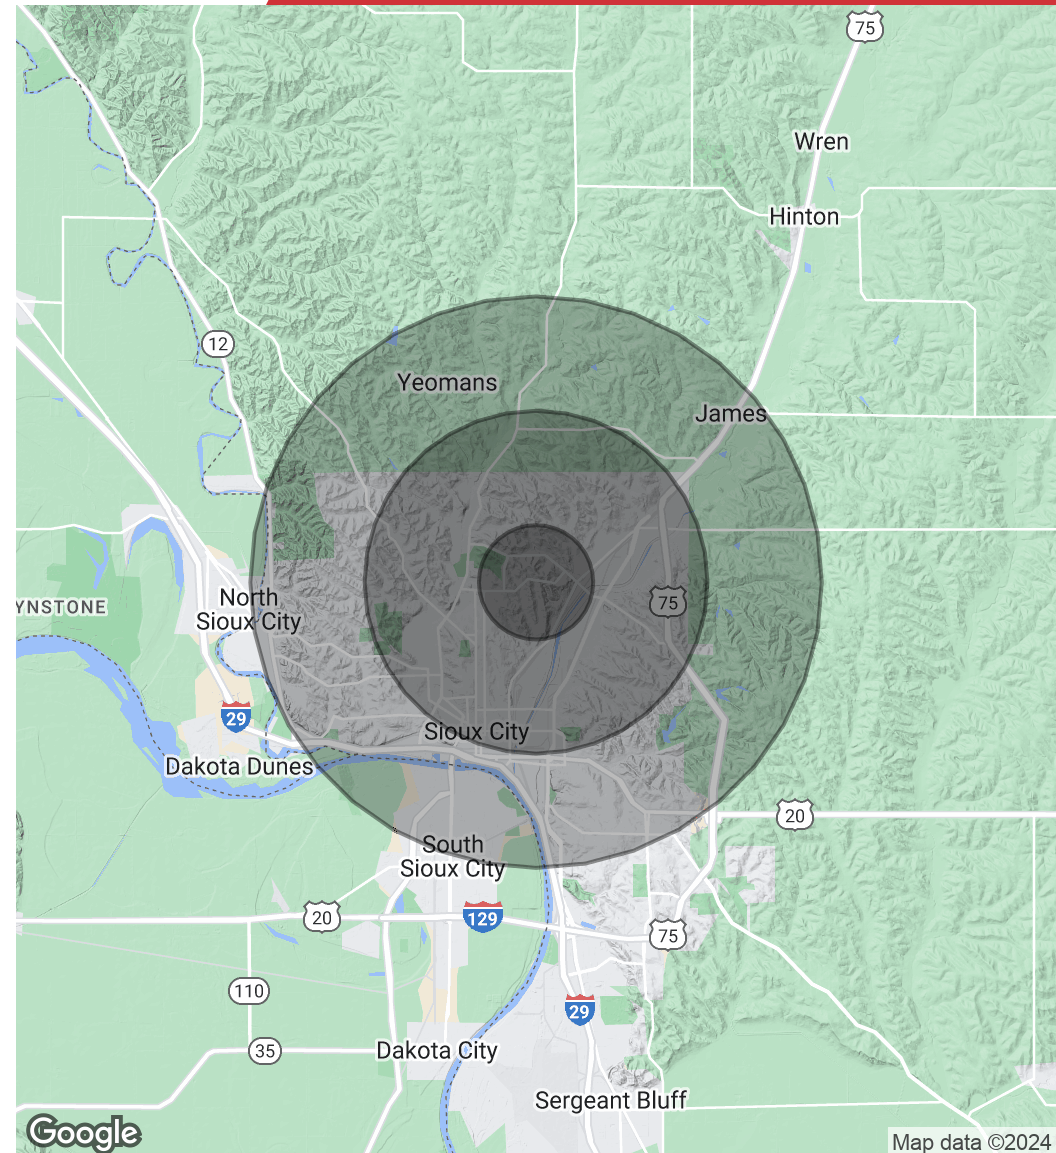 75
Wren
Hinton
12
Yeomans
James
YNSTONE
North
Sioux City
75
29
Sioux City
Dakota Dunes
20
South
Sioux City
20
129
75
110
29
35
Dakota City
Sergeant Bluff
Google
Map data ©2024